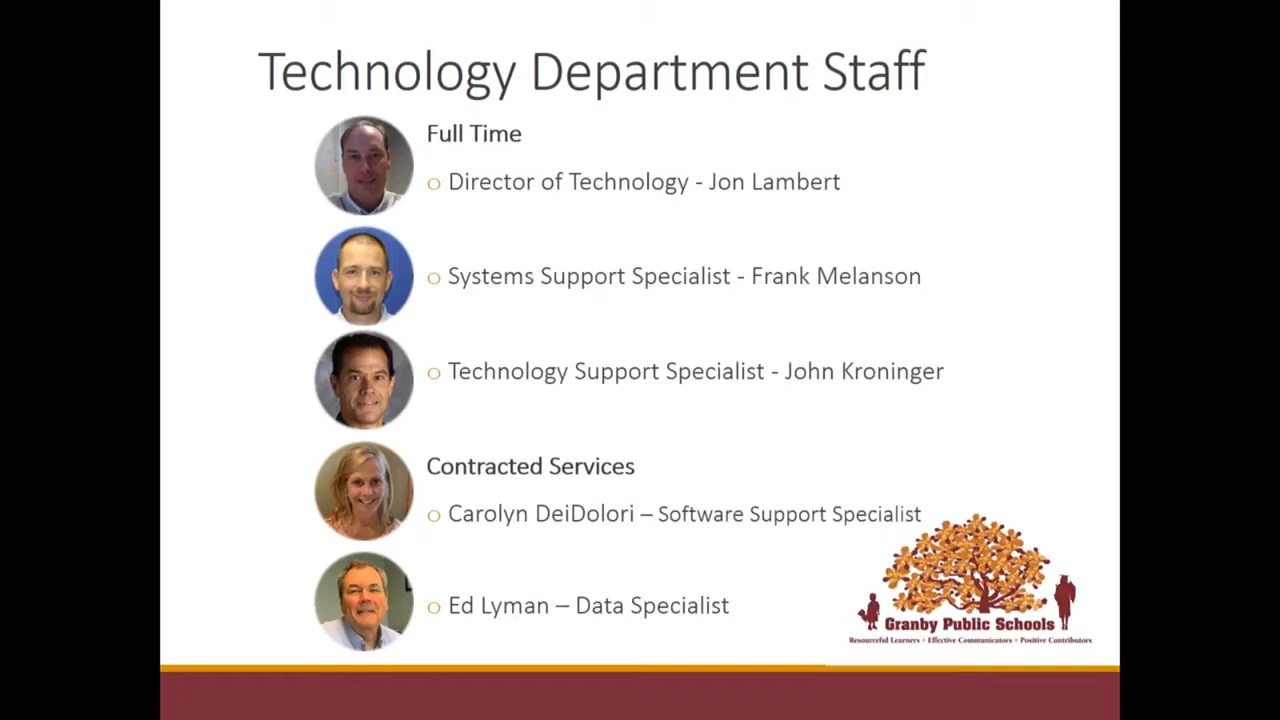 Technology Department Staff
Full Time
o Director of Technology - Jon Lambert
o Systems Support Specialist - Frank Melanson
o Technology Support Specialist - John Kroninger
Contracted Services
o Carolyn DeiDolori – Software Support Specialist
o Ed Lyman – Data Specialist
Granby Public Schools
Resourceful Learners • Effective Communicators • Positive Contributors